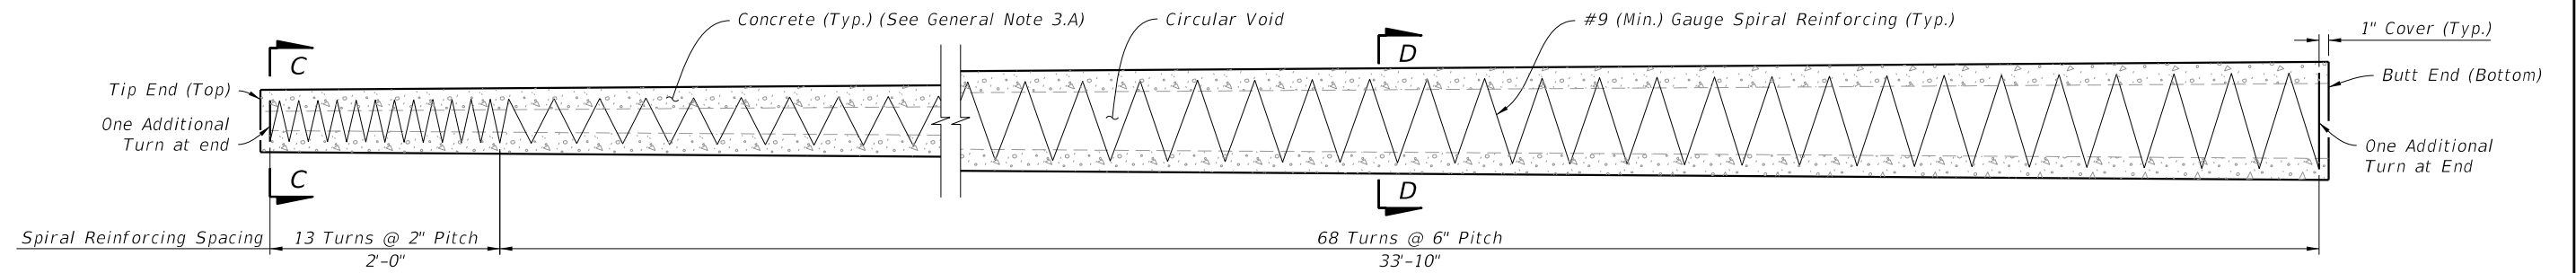 Concrete (Typ.) (See General Note 3.A)
Circular Void
#9 (Min.) Gauge Spiral Reinforcing (Typ.)
1" Cover (Typ.)
C
D
Tip End (Top)
Butt End (Bottom)
One Additional
Turn at end
One Additional
Turn at End
C
D
Spiral Reinforcing Spacing
13 Turns @ 2" Pitch
68 Turns @ 6" Pitch
2'-0"
33'-10"